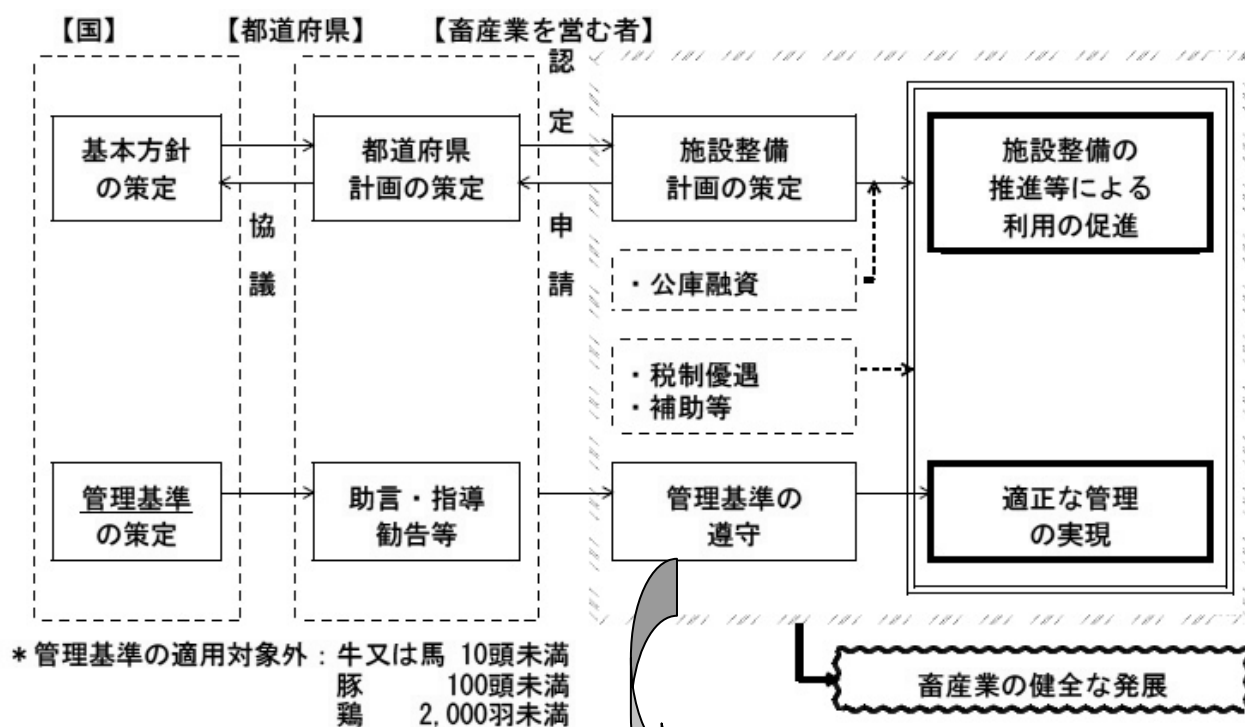 【国】
【都道府県】
【畜産業を営む者】
認
定
基本方針
の策定
都道府県
計画の策定
施設整備
計画の策定
施設整備の
推進等による
利用の促進
協
議
申
請
・公庫融資
・税制優遇
・補助等
管理基準
の策定
助言・指導
勧告等
管理基準の
遵守
適正な管理
の実現
*管理基準の適用対象外：牛又は馬 10頭未満
豚 100頭未満
鶏 2,000羽未満
畜産業の健全な発展